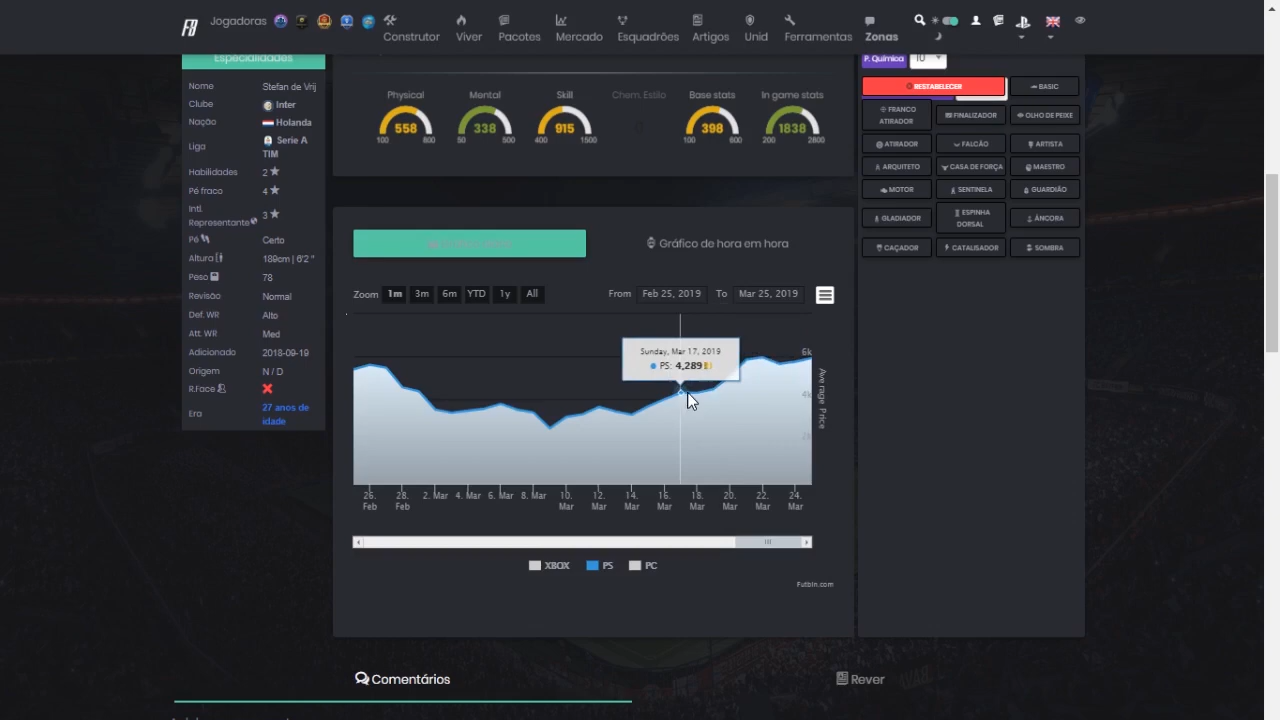 FB
Jogadoras
Construtor
Viver
Pacotes
Mercado
Esquadrões
Artigos
Unid
Ferramentas
Zonas
Especialidades
Nome Stefan de Vrij
Clube Inter
Nação Holanda
Liga Serie A
TIM
Habilidades 2
Pé fraco 4
Intl.
Representante 3
Pé Certo
Altura 189cm | 6'2 "
Peso 78
Revisão Normal
Def. WR Alto
Att. WR Med
Adicionado 2018-09-19
Origem N / D
R.Face
Era 27 anos de
idade
Physical Mental Skill Chem. Estilo Base stats In game stats
558 338 915 398 1838
100 800 50 500 400 1500 100 600 200 2800
Gráfico de hora em hora
Zoom 1m 3m 6m YTD 1y All From Feb 25, 2019 To Mar 25, 2019
Sunday, Mar 17, 2019
PS: 4,289
6k
4k
2k
Average Price
26. Feb 28. Feb 2. Mar 4. Mar 6. Mar 8. Mar 10. Mar 12. Mar 14. Mar 16. Mar 18. Mar 20. Mar 22. Mar 24. Mar
XBOX PS PC
Futbin.com
P. Química 10
RESTABELECER BASIC
FRANCO
ATIRADOR
FINALIZADOR OLHO DE PEIXE
ATIRADOR FALCÃO ARTISTA
ARQUITETO CASA DE FORÇA MAESTRO
MOTOR SENTINELA GUARDIÃO
GLADIADOR ESPINHA
DORSAL ÂNCORA
CAÇADOR CATALISADOR SOMBRA
Comentários
Rever